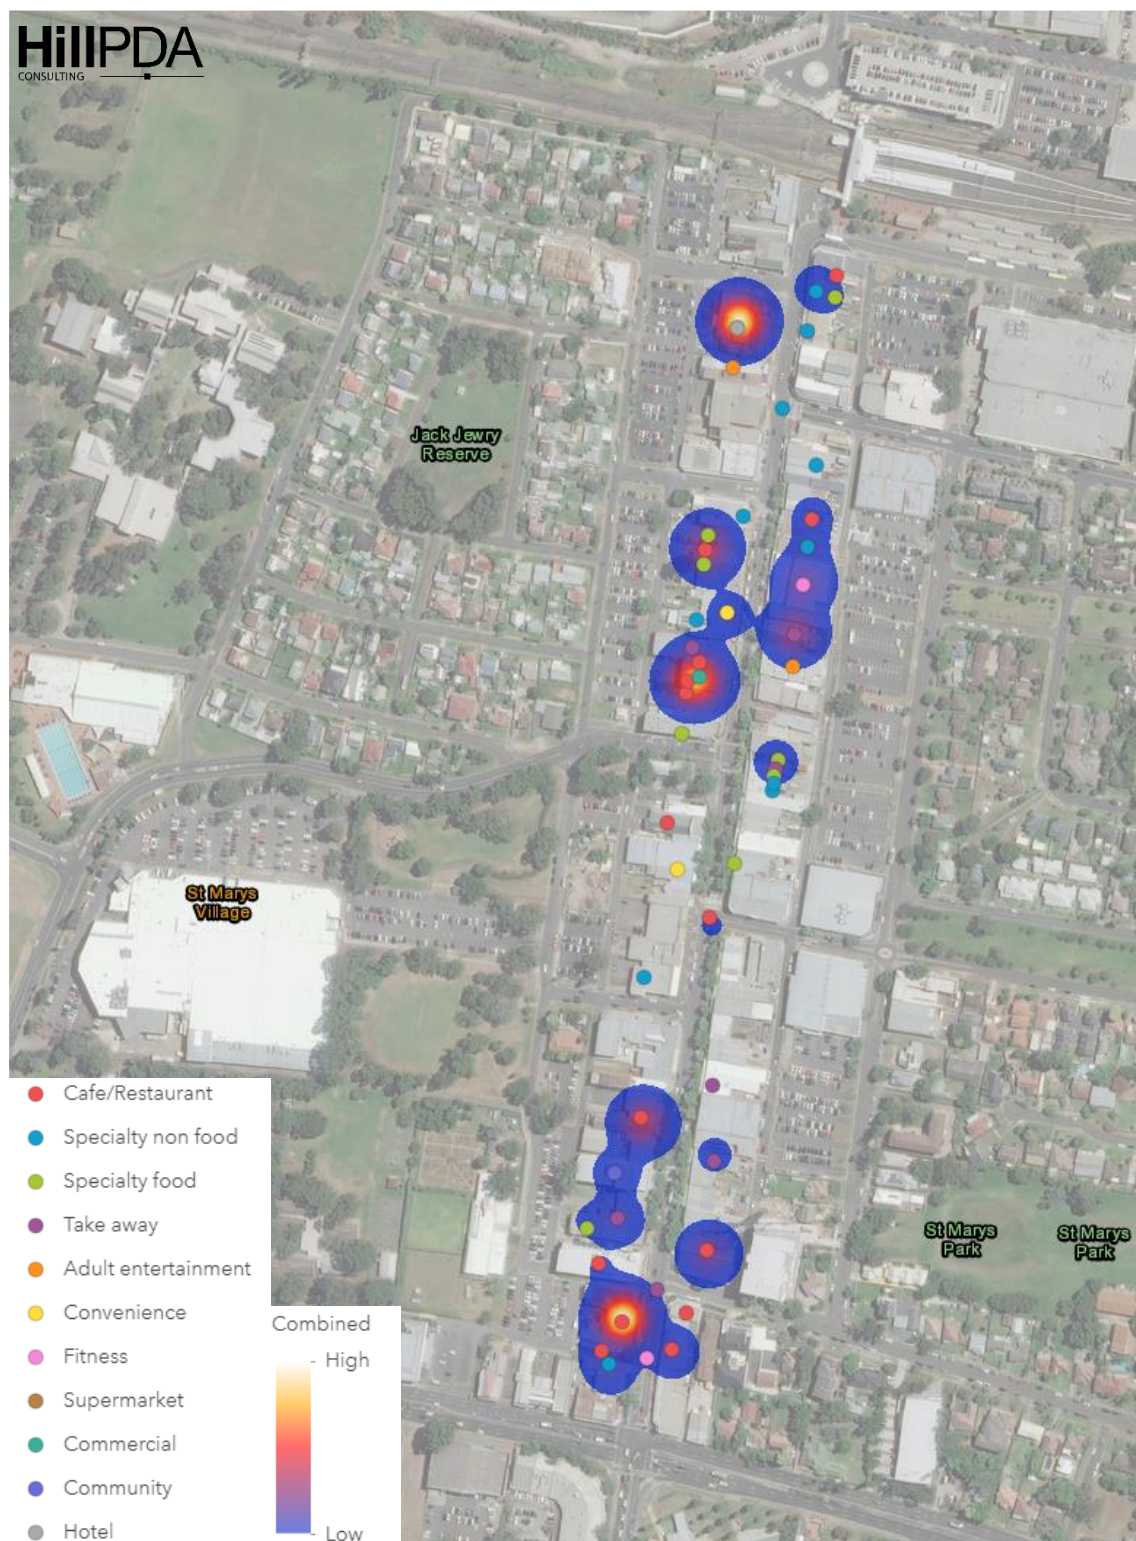 HillPDA
CONSULTING
Jack Jewry
Reserve
St Marys
Village
St Marys
Park
St Marys
Park
Cafe/Restaurant
Specialty non food
Specialty food
Take away
Adult entertainment
Convenience
Fitness
Supermarket
Commercial
Community
Hotel
Combined
High
Low